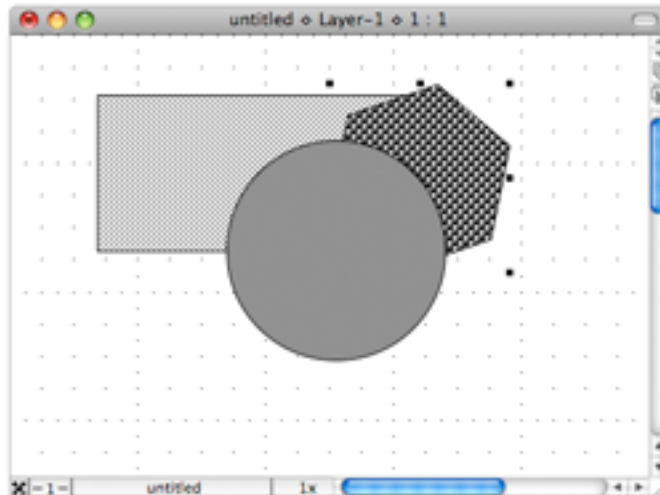 untitled ⋄ Layer-1 ⋄ 1 : 1
-1- untitled 1x